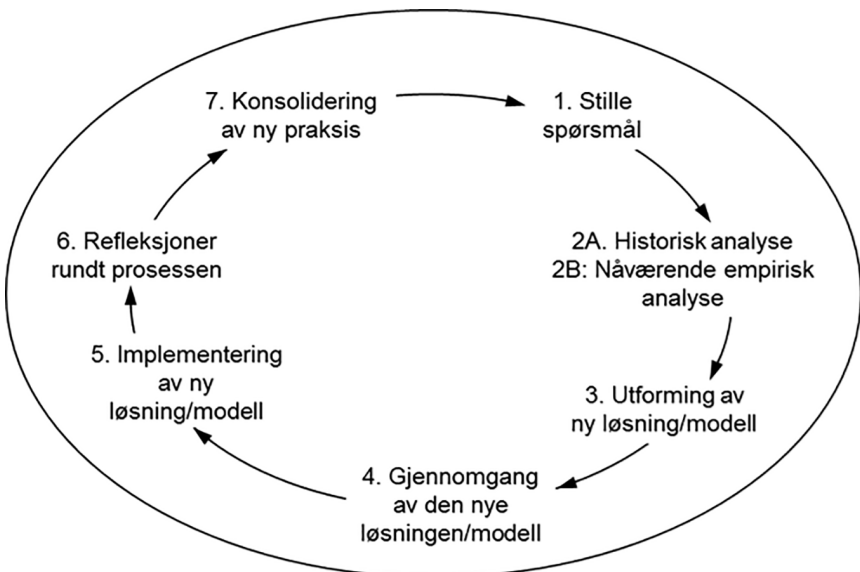 1. Stille
spørsmål
2A. Historisk analyse
2B: Nåværende empirisk
analyse
3. Utforming av
ny løsning/modell
4. Gjennomgang
av den nye
løsningen/modell
5. Implementering
av ny
løsning/modell
6. Refleksjoner
rundt prosessen
7. Konsolidering
av ny praksis